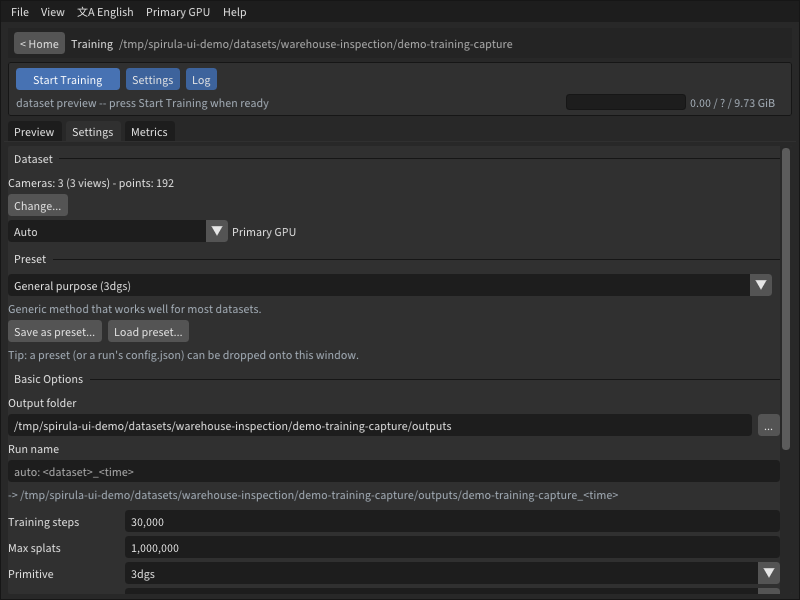 File View 文A English Primary GPU Help
< Home Training /tmp/spirula-ui-demo/datasets/warehouse-inspection/demo-training-capture
Start Training Settings Log
dataset preview -- press Start Training when ready 0.00 / ? / 9.73 GiB
Preview Settings Metrics
Dataset
Cameras: 3 (3 views) - points: 192
Change...
Auto Primary GPU
Preset
General purpose (3dgs)
Generic method that works well for most datasets.
Save as preset... Load preset...
Tip: a preset (or a run's config.json) can be dropped onto this window.
Basic Options
Output folder
/tmp/spirula-ui-demo/datasets/warehouse-inspection/demo-training-capture/outputs ...
Run name
auto: <dataset>_<time>
-> /tmp/spirula-ui-demo/datasets/warehouse-inspection/demo-training-capture/outputs/demo-training-capture_<time>
Training steps 30,000
Max splats 1,000,000
Primitive 3dgs